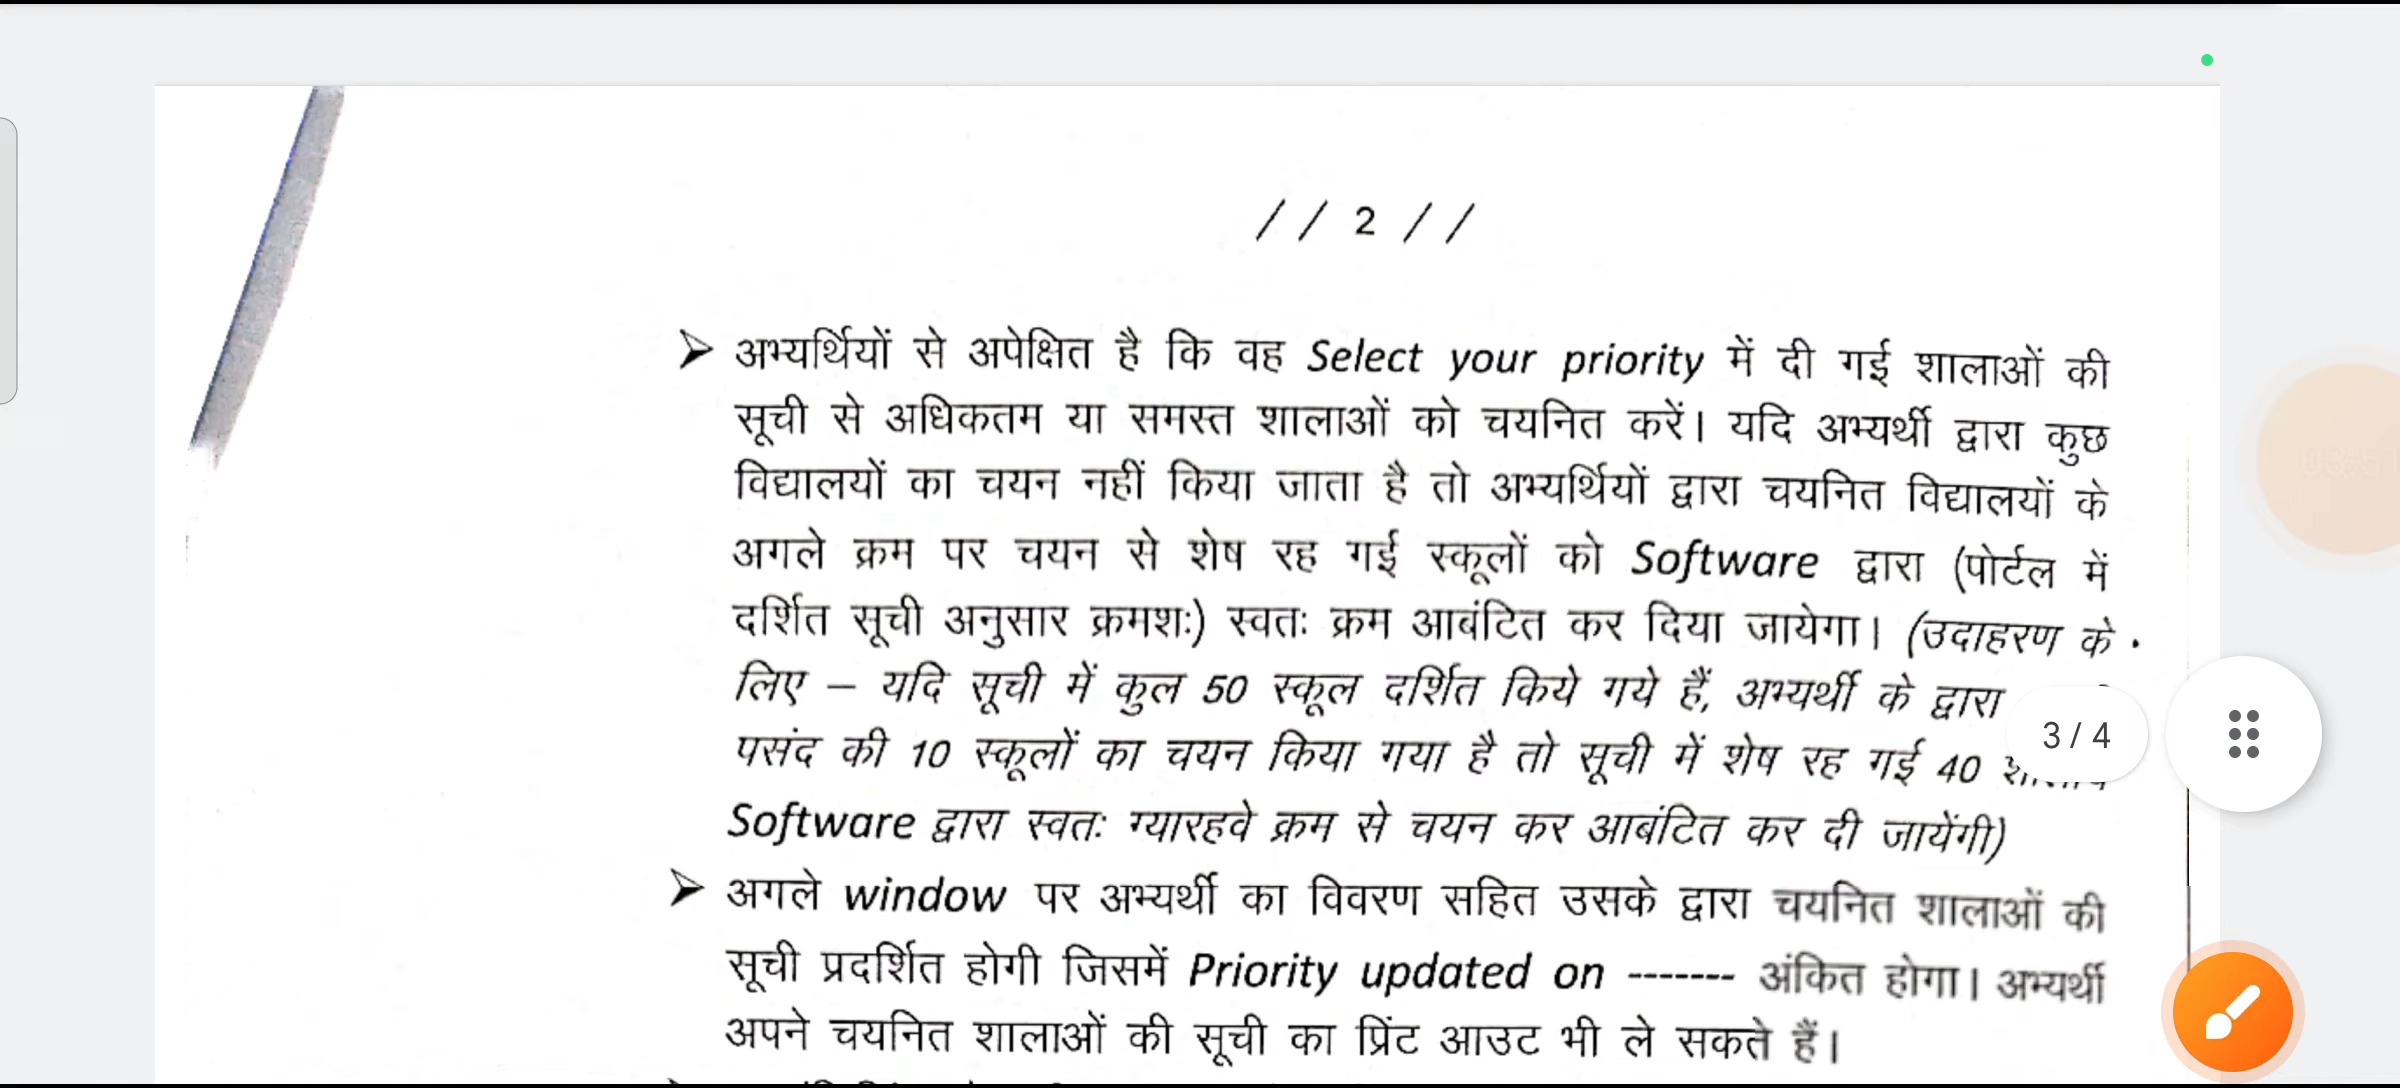 // 2 //
➢ अभ्यर्थियों से अपेक्षित है कि वह Select your priority में दी गई शालाओं की
सूची से अधिकतम या समस्त शालाओं को चयनित करें। यदि अभ्यर्थी द्वारा कुछ
विद्यालयों का चयन नहीं किया जाता है तो अभ्यर्थियों द्वारा चयनित विद्यालयों के
अगले क्रम पर चयन से शेष रह गई स्कूलों को Software द्वारा (पोर्टल में
दर्शित सूची अनुसार क्रमशः) स्वतः क्रम आबंटित कर दिया जायेगा। (उदाहरण के
लिए – यदि सूची में कुल 50 स्कूल दर्शित किये गये हैं, अभ्यर्थी के द्वारा
पसंद की 10 स्कूलों का चयन किया गया है तो सूची में शेष रह गई 40
3 / 4
Software द्वारा स्वतः ग्यारहवे क्रम से चयन कर आबंटित कर दी जायेंगी)
➢ अगले window पर अभ्यर्थी का विवरण सहित उसके द्वारा चयनित शालाओं की
सूची प्रदर्शित होगी जिसमें Priority updated on ------- अंकित होगा। अभ्यर्थी
अपने चयनित शालाओं की सूची का प्रिंट आउट भी ले सकते हैं।